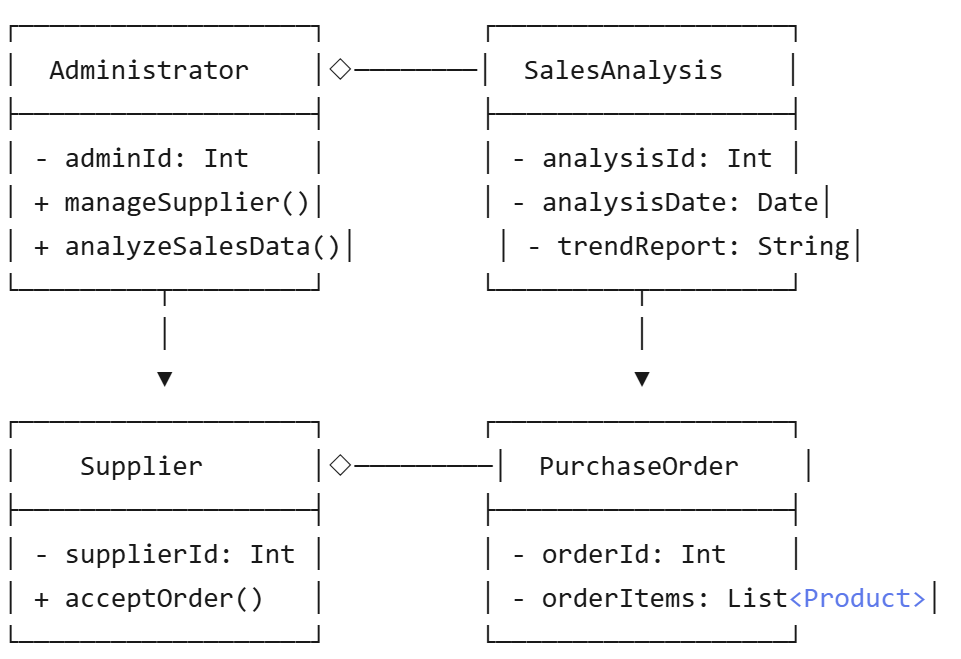 Administrator
SalesAnalysis
- adminId: Int
+ manageSupplier()
+ analyzeSalesData()
- analysisId: Int
- analysisDate: Date
- trendReport: String
Supplier
PurchaseOrder
- supplierId: Int
+ acceptOrder()
- orderId: Int
- orderItems: List<Product>